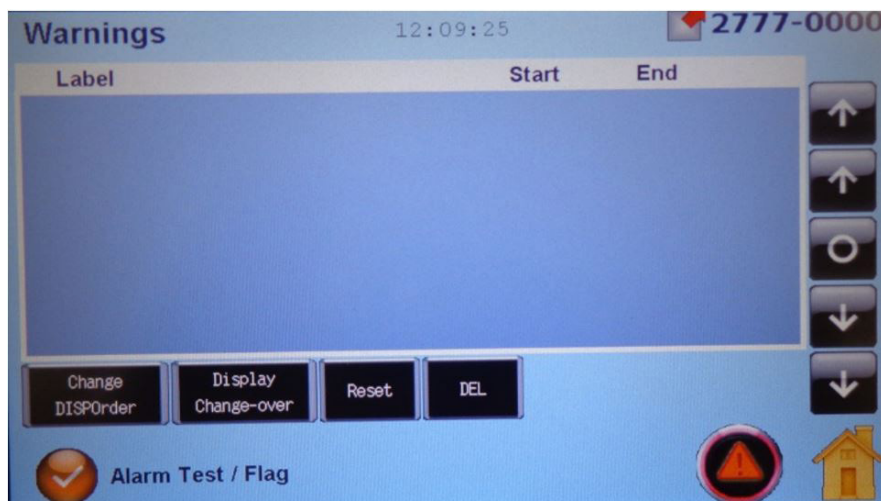 Warnings 12:09:25 2777-0000
Label Start End
Change
DISPOrder
Display
Change-over
Reset
DEL
Alarm Test / Flag